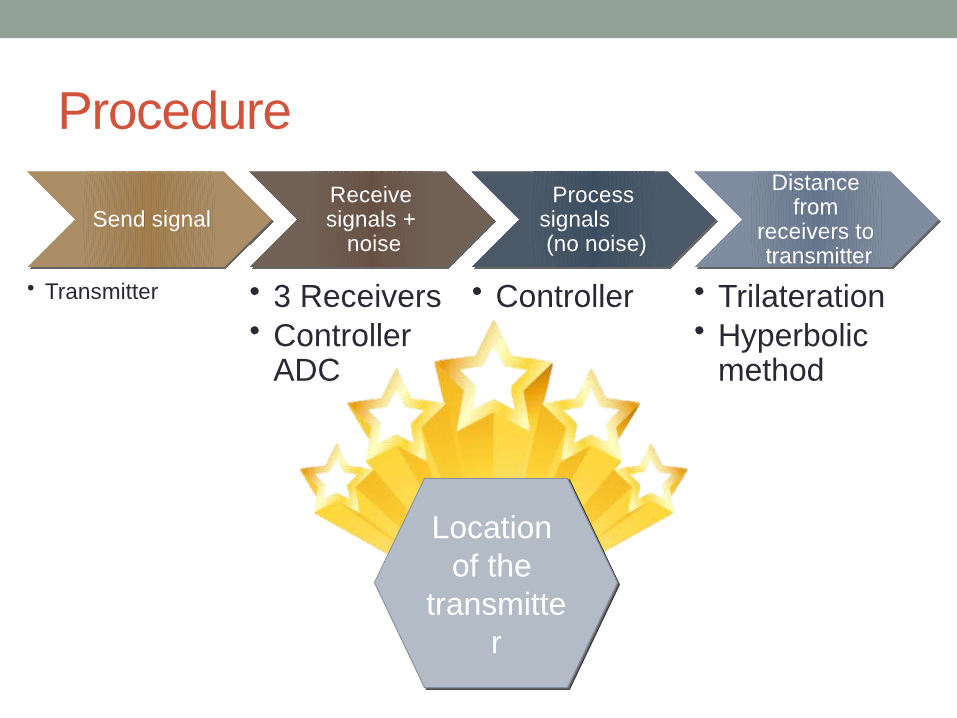 Procedure
Send signal
Receive
signals +
noise
Process
signals
(no noise)
Distance
from
receivers to
transmitter
• Transmitter
• 3 Receivers
• Controller
ADC
• Controller
• Trilateration
• Hyperbolic
method
Location
of the
transmitte
r